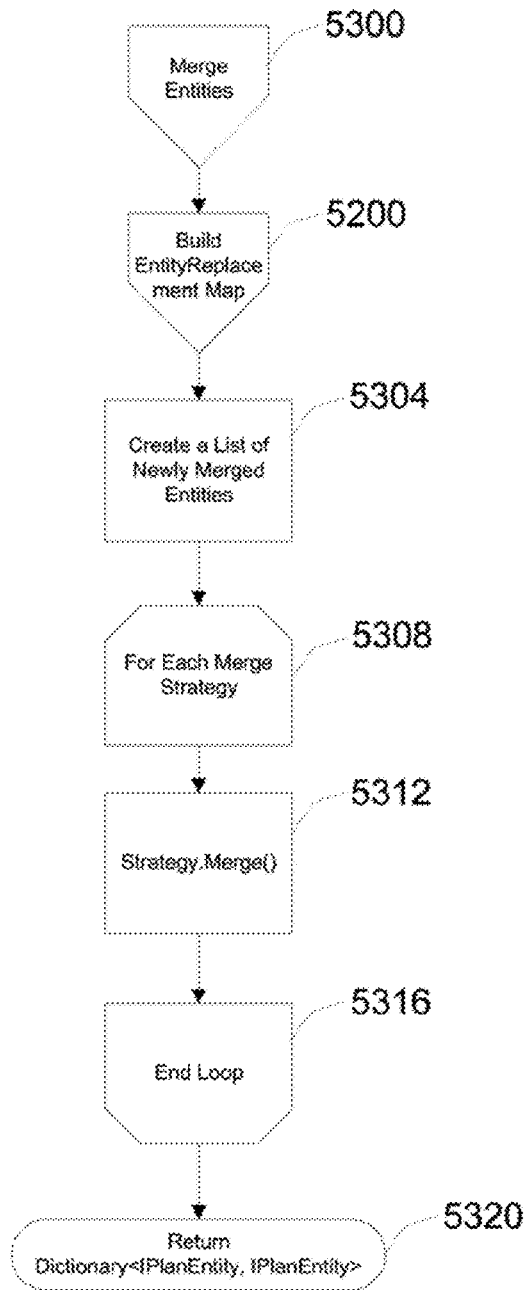 5300
Merge
Entities
5200
Build
EntityReplace
ment Map
5304
Create a List of
Newly Merged
Entities
5308
For Each Merge
Strategy
5312
Strategy.Merge()
5316
End Loop
5320
Return
Dictionary<IPlanEntity, IPlanEntity>